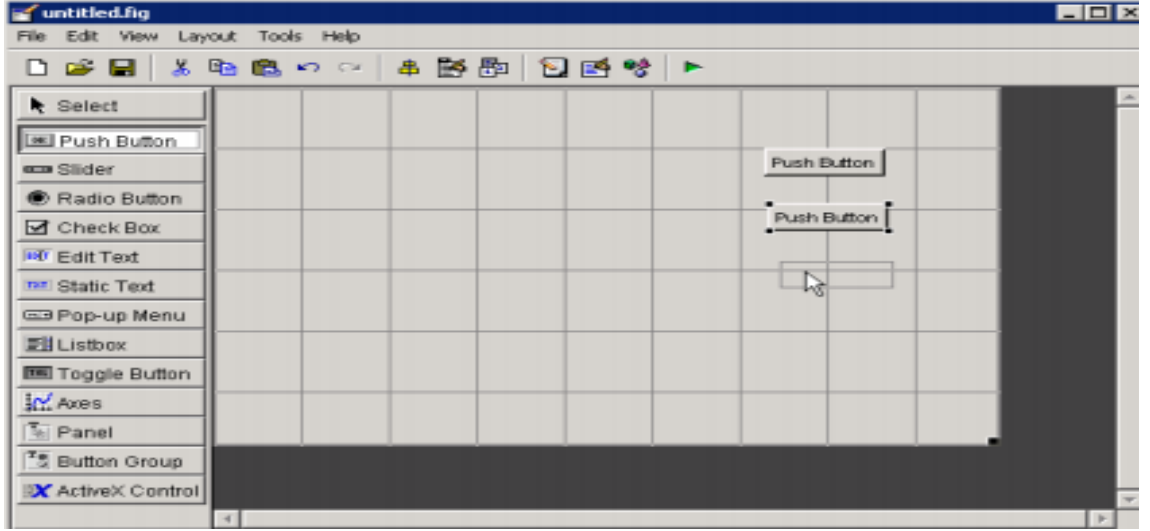 untitled.fig
File Edit View Layout Tools Help
Select
Push Button
Slider
Radio Button
Check Box
Edit Text
Static Text
Pop-up Menu
Listbox
Toggle Button
Axes
Panel
Button Group
ActiveX Control
Push Button
Push Button